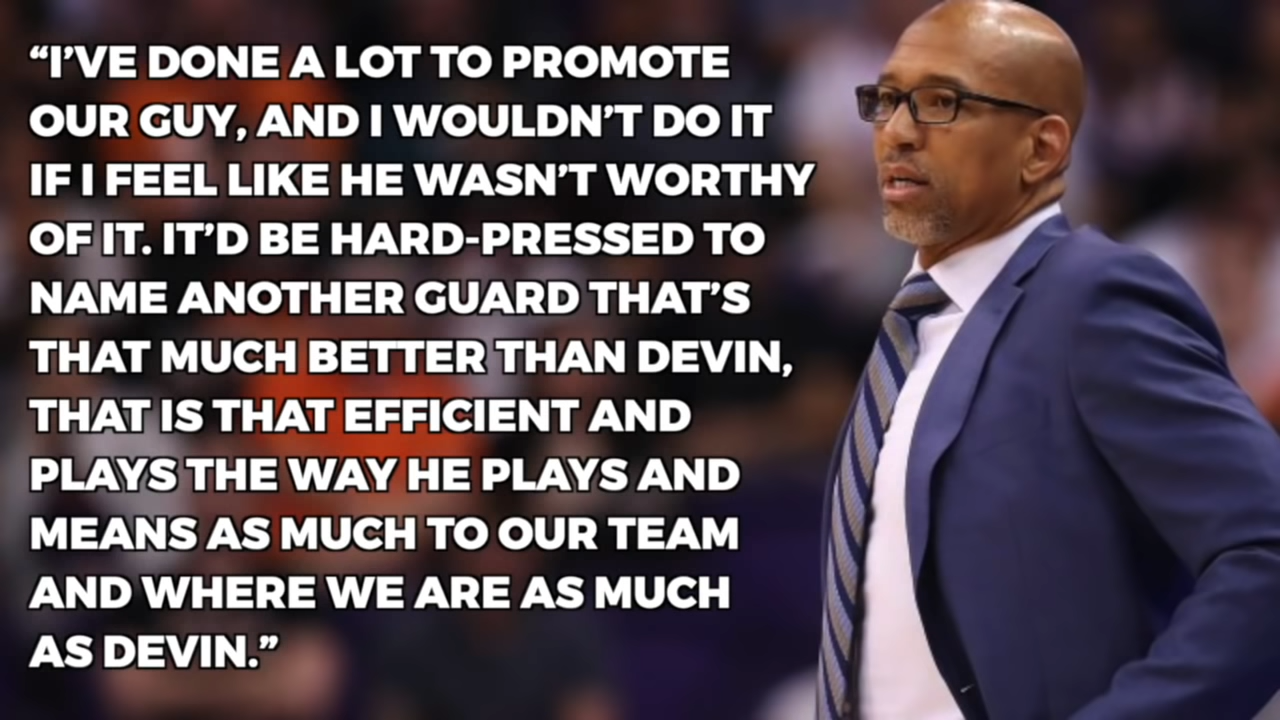 “I’VE DONE A LOT TO PROMOTE
OUR GUY, AND I WOULDN’T DO IT
IF I FEEL LIKE HE WASN’T WORTHY
OF IT. IT’D BE HARD-PRESSED TO
NAME ANOTHER GUARD THAT’S
THAT MUCH BETTER THAN DEVIN,
THAT IS THAT EFFICIENT AND
PLAYS THE WAY HE PLAYS AND
MEANS AS MUCH TO OUR TEAM
AND WHERE WE ARE AS MUCH
AS DEVIN.”